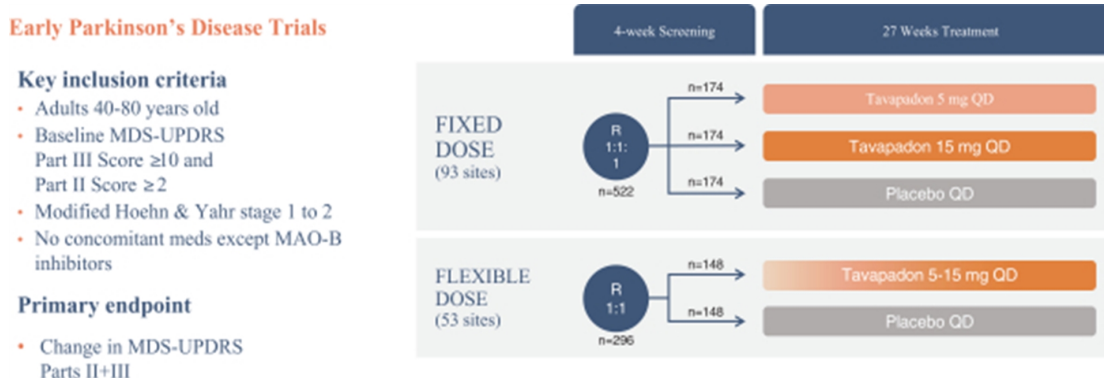 Early Parkinson's Disease Trials
Key inclusion criteria
• Adults 40-80 years old
• Baseline MDS-UPDRS
Part III Score ≥10 and
Part II Score ≥2
• Modified Hoehn & Yahr stage 1 to 2
• No concomitant meds except MAO-B
inhibitors
Primary endpoint
• Change in MDS-UPDRS
Parts II+III
4-week Screening
27 Weeks Treatment
FIXED
DOSE
(93 sites)
R
1:1:
1
n=522
n=174
Tavapadon 5 mg QD
n=174
Tavapadon 15 mg QD
n=174
Placebo QD
FLEXIBLE
DOSE
(53 sites)
R
1:1
n=296
n=148
Tavapadon 5-15 mg QD
n=148
Placebo QD